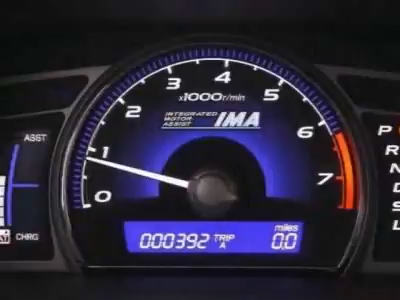 4
3 5
x1000r/min
2 INTEGRATED MOTOR ASSIST IMA 6
ASST
1 7
0
CHRG
000392 TRIP A miles 0.0
P
R
N
D
S
L